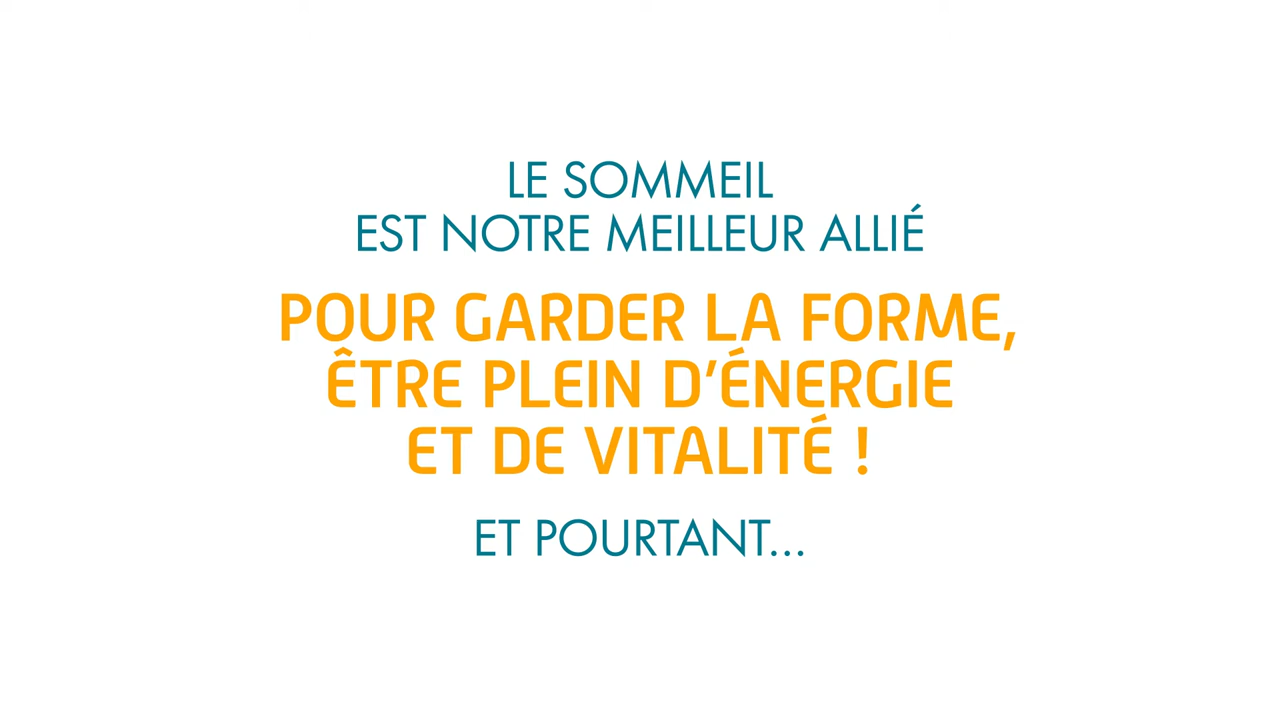 LE SOMMEIL
EST NOTRE MEILLEUR ALLIÉ
POUR GARDER LA FORME,
ÊTRE PLEIN D’ÉNERGIE
ET DE VITALITÉ !
ET POURTANT...